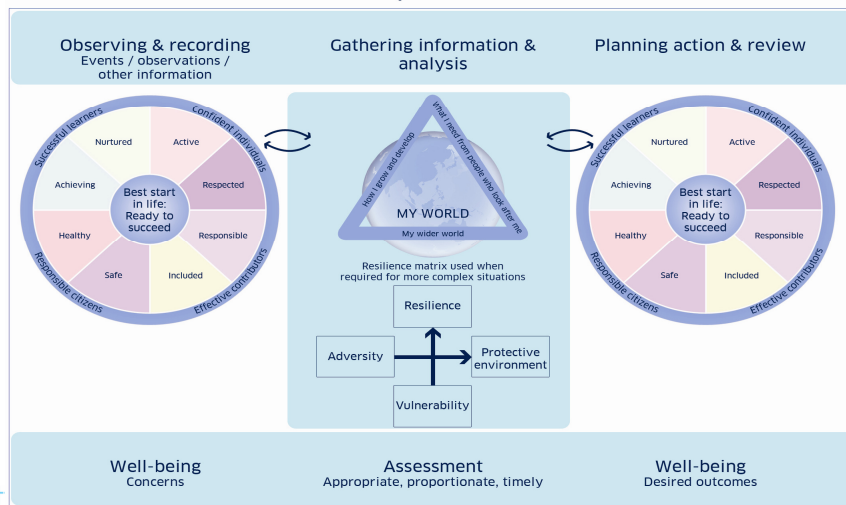 Observing & recording
Events / observations /
other information
Gathering information &
analysis
Planning action & review
Successful learners
Confident individuals
Nurtured
Active
Achieving
Respected
Best start
in life:
Ready to
succeed
Healthy
Responsible
Safe
Included
Responsible citizens
Effective contributors
How I grow and develop
What I need from people who look after me
MY WORLD
My wider world
Resilience matrix used when
required for more complex situations
Resilience
Adversity
Protective
environment
Vulnerability
Successful learners
Confident individuals
Nurtured
Active
Achieving
Respected
Best start
in life:
Ready to
succeed
Healthy
Responsible
Safe
Included
Responsible citizens
Effective contributors
Well-being
Concerns
Assessment
Appropriate, proportionate, timely
Well-being
Desired outcomes